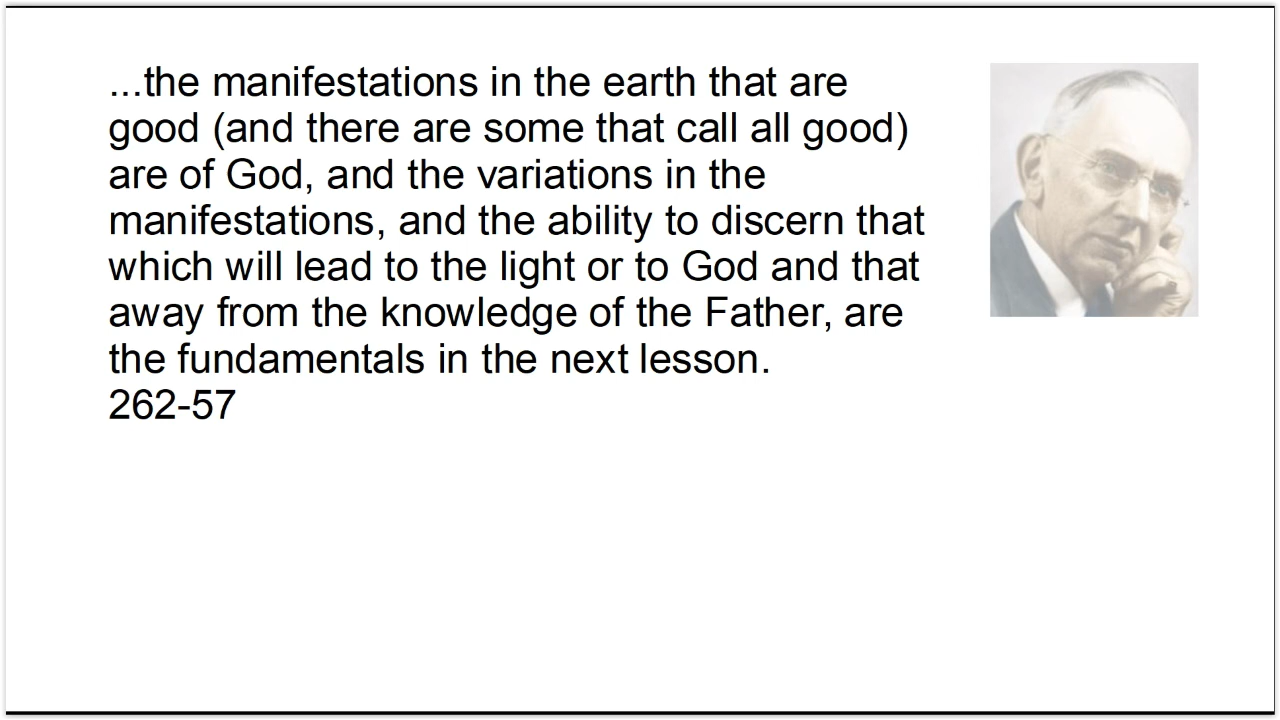 ...the manifestations in the earth that are
good (and there are some that call all good)
are of God, and the variations in the
manifestations, and the ability to discern that
which will lead to the light or to God and that
away from the knowledge of the Father, are
the fundamentals in the next lesson.
262-57